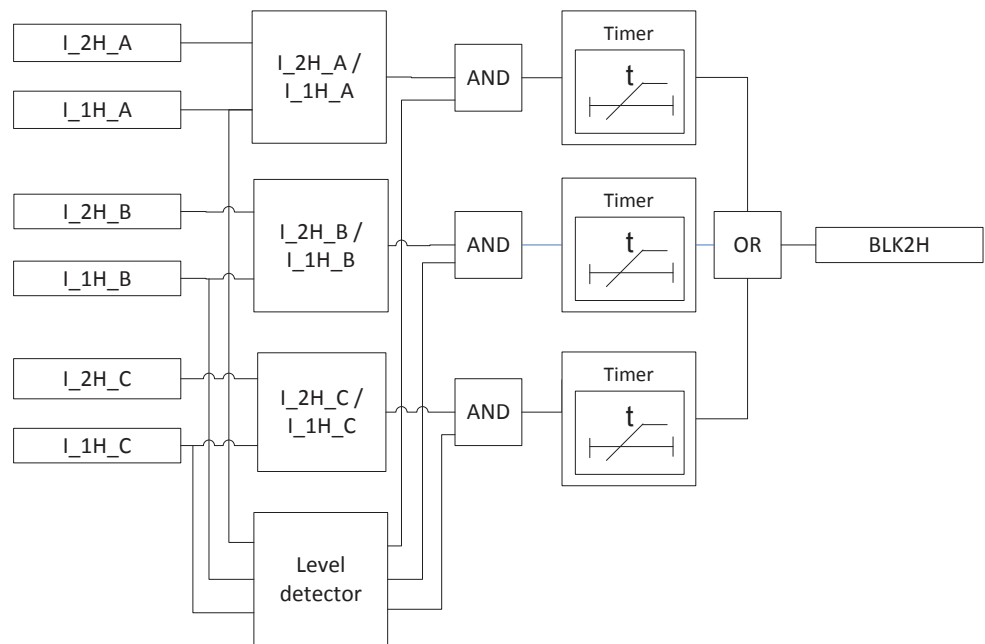 I_2H_A
I_1H_A
I_2H_A /
I_1H_A
AND
Timer
t
I_2H_B
I_1H_B
I_2H_B /
I_1H_B
AND
Timer
t
OR
BLK2H
I_2H_C
I_1H_C
I_2H_C /
I_1H_C
AND
Timer
t
Level
detector